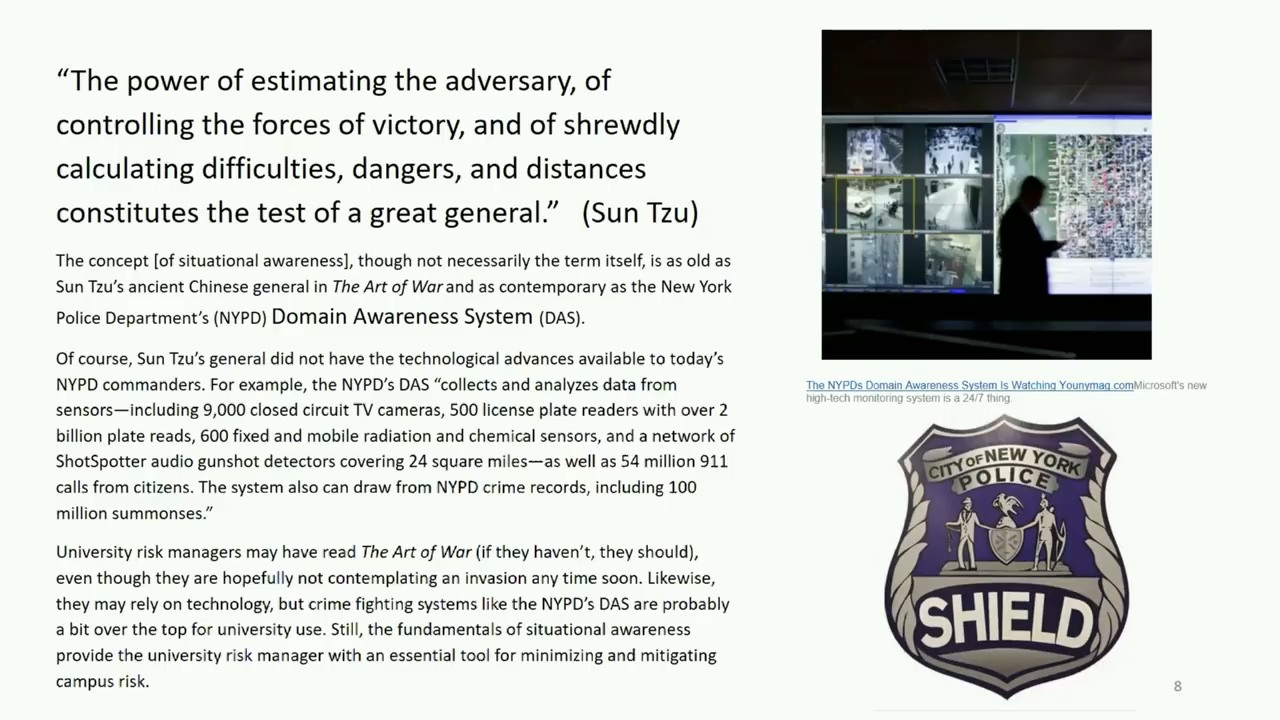 “The power of estimating the adversary, of
controlling the forces of victory, and of shrewdly
calculating difficulties, dangers, and distances
constitutes the test of a great general.” (Sun Tzu)
The concept [of situational awareness], though not necessarily the term itself, is as old as
Sun Tzu’s ancient Chinese general in The Art of War and as contemporary as the New York
Police Department’s (NYPD) Domain Awareness System (DAS).
Of course, Sun Tzu’s general did not have the technological advances available to today’s
NYPD commanders. For example, the NYPD’s DAS “collects and analyzes data from
sensors—including 9,000 closed circuit TV cameras, 500 license plate readers with over 2
billion plate reads, 600 fixed and mobile radiation and chemical sensors, and a network of
ShotSpotter audio gunshot detectors covering 24 square miles—as well as 54 million 911
calls from citizens. The system also can draw from NYPD crime records, including 100
million summonses.”
University risk managers may have read The Art of War (if they haven’t, they should),
even though they are hopefully not contemplating an invasion any time soon. Likewise,
they may rely on technology, but crime fighting systems like the NYPD’s DAS are probably
a bit over the top for university use. Still, the fundamentals of situational awareness
provide the university risk manager with an essential tool for minimizing and mitigating
campus risk.
The NYPDs Domain Awareness System Is Watching Younymag.comMicrosoft's new
high-tech monitoring system is a 24/7 thing.
CITY OF NEW YORK
POLICE
SHIELD
8